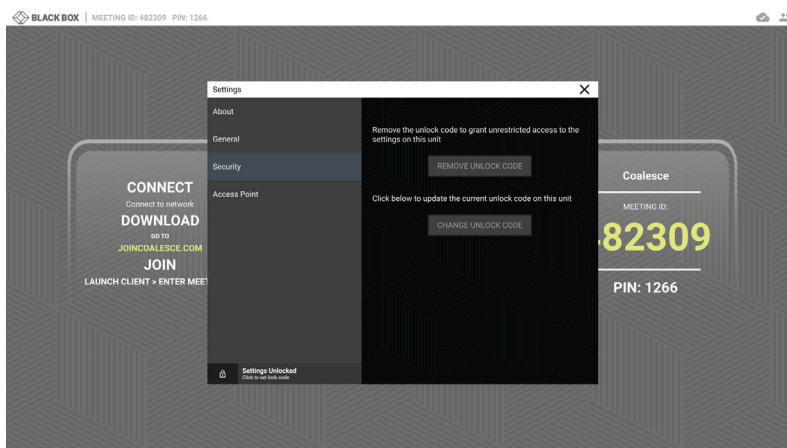 BLACK BOX | MEETING ID: 482309 PIN: 1266
Settings
About
General
Security
Access Point
Remove the unlock code to grant unrestricted access to the
settings on this unit
REMOVE UNLOCK CODE
Click below to update the current unlock code on this unit
CHANGE UNLOCK CODE
Settings Unlocked
Click to set lock code
CONNECT
Connect to network
DOWNLOAD
GO TO
JOINCOALESCE.COM
JOIN
LAUNCH CLIENT > ENTER MEET
Coalesce
MEETING ID:
482309
PIN: 1266